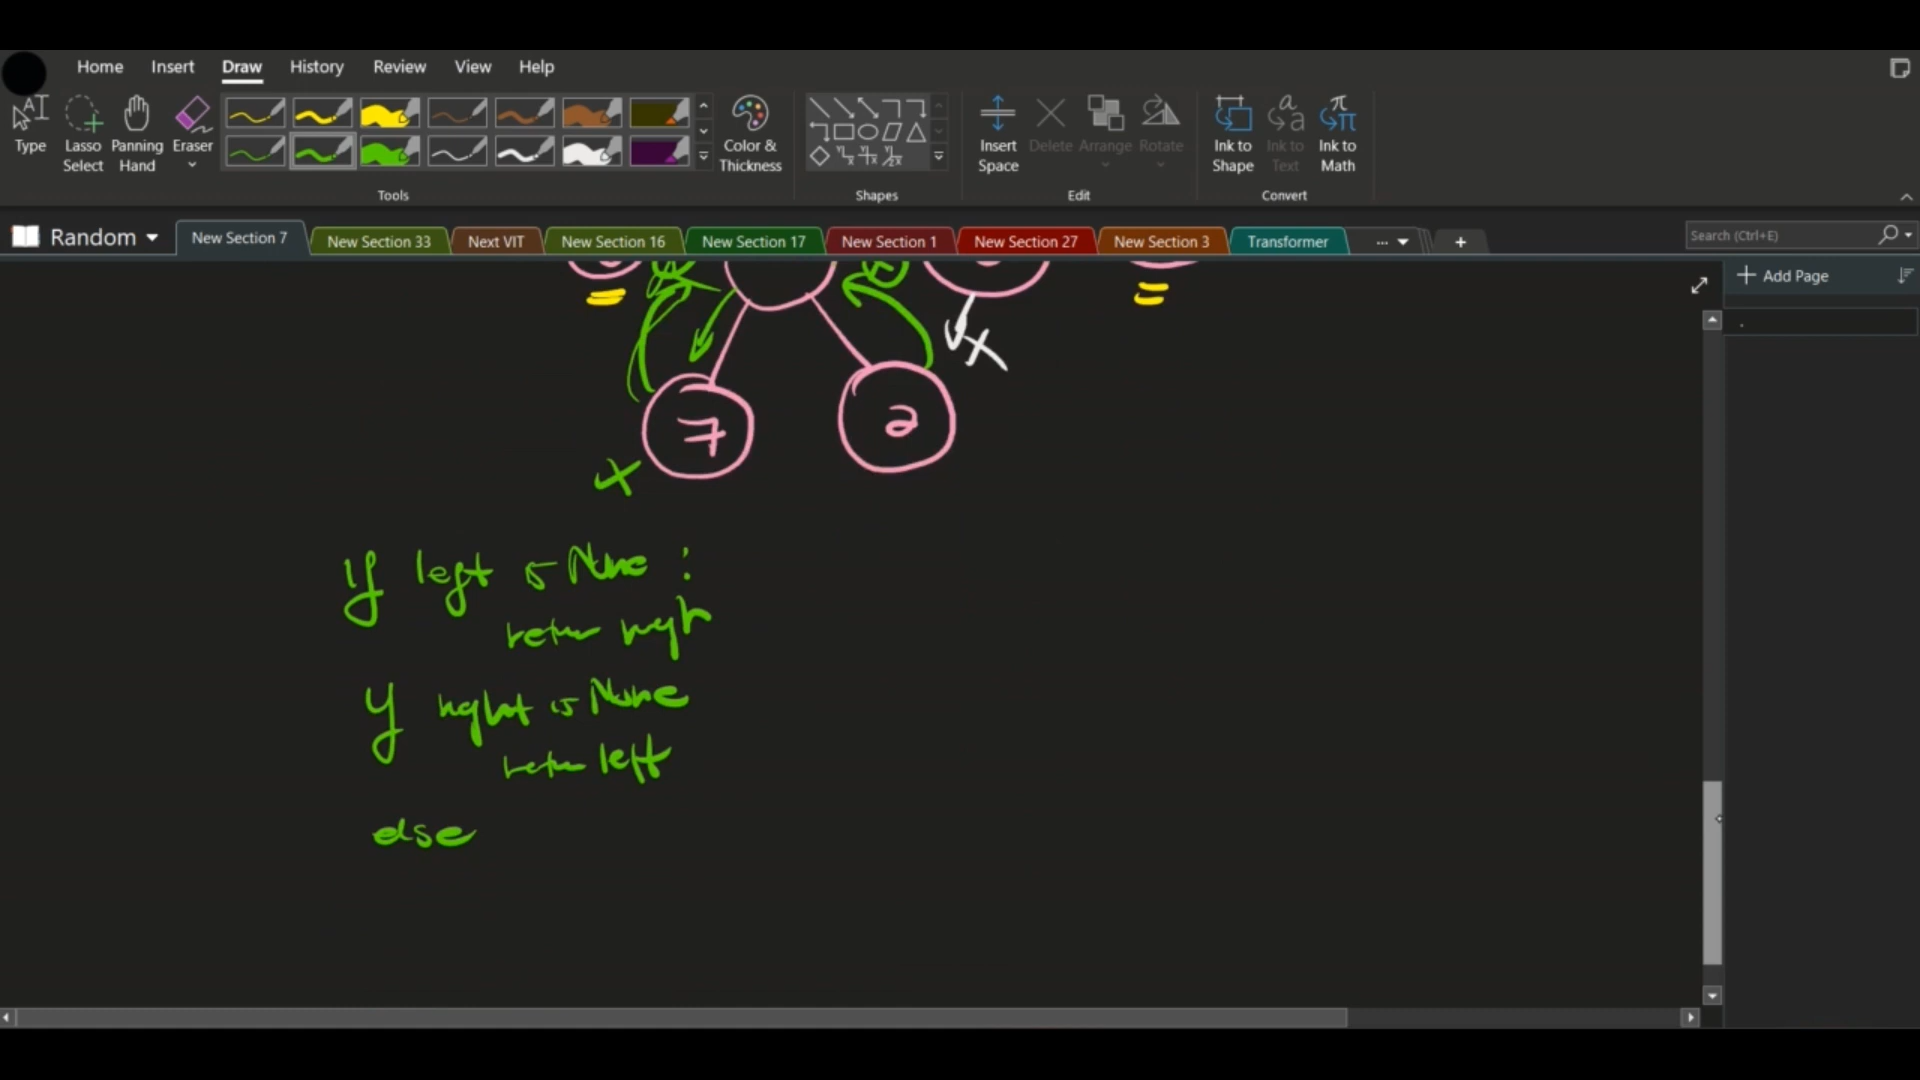 Home Insert Draw History Review View Help
Type
Lasso Select
Panning Hand
Eraser
Color & Thickness
Insert Space
Delete
Arrange
Rotate
Ink to Shape
Ink to Text
Ink to Math
Tools
Shapes
Edit
Convert
Random
New Section 7
New Section 33
Next VIT
New Section 16
New Section 17
New Section 1
New Section 27
New Section 3
Transformer
...
+
Search (Ctrl+E)
+ Add Page
7
2
if left is None :
return right
if right is None
return left
else